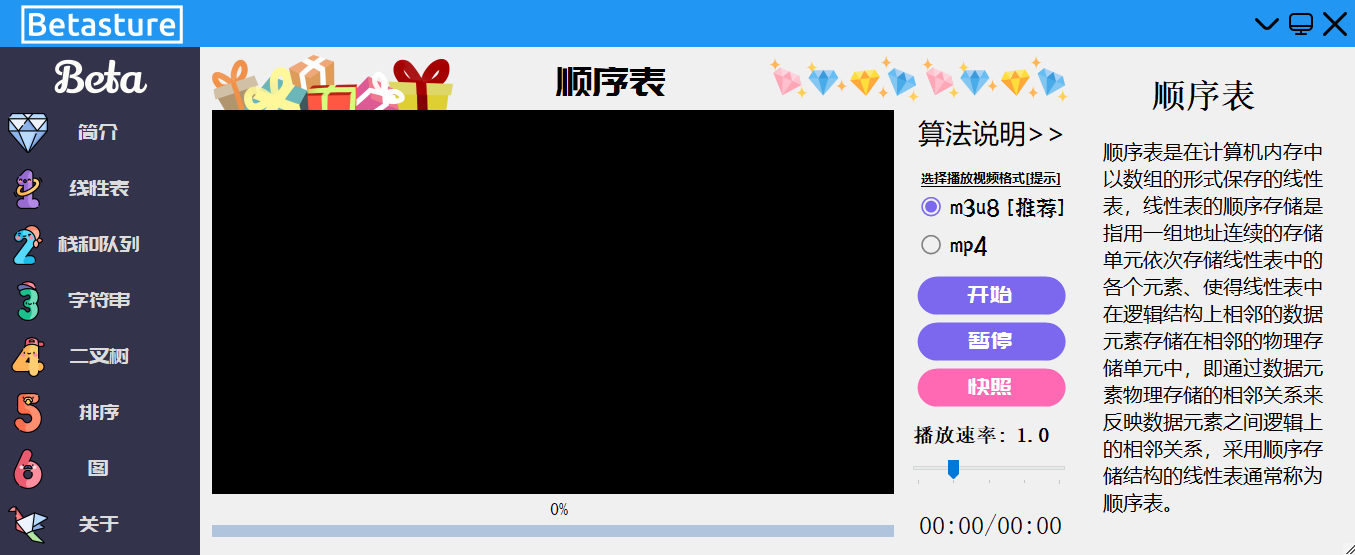 Betasture
Beta
简介
线性表
栈和队列
字符串
二叉树
排序
图
关于
顺序表
0%
算法说明>>
选择播放视频格式[提示]
m3u8 [推荐]
mp4
开始
暂停
快照
播放速率：1.0
00:00/00:00
顺序表
顺序表是在计算机内存中
以数组的形式保存的线性
表，线性表的顺序存储是
指用一组地址连续的存储
单元依次存储线性表中的
各个元素、使得线性表中
在逻辑结构上相邻的数据
元素存储在相邻的物理存
储单元中，即通过数据元
素物理存储的相邻关系来
反映数据元素之间逻辑上
的相邻关系，采用顺序存
储结构的线性表通常称为
顺序表。